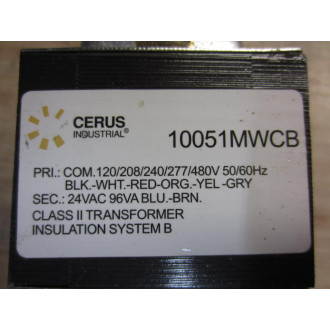 CERUS
INDUSTRIAL®
10051MWCB
PRI.: COM.120/208/240/277/480V 50/60Hz
BLK.-WHT.-RED-ORG.-YEL-GRY
SEC.: 24VAC 96VA BLU.-BRN.
CLASS II TRANSFORMER
INSULATION SYSTEM B